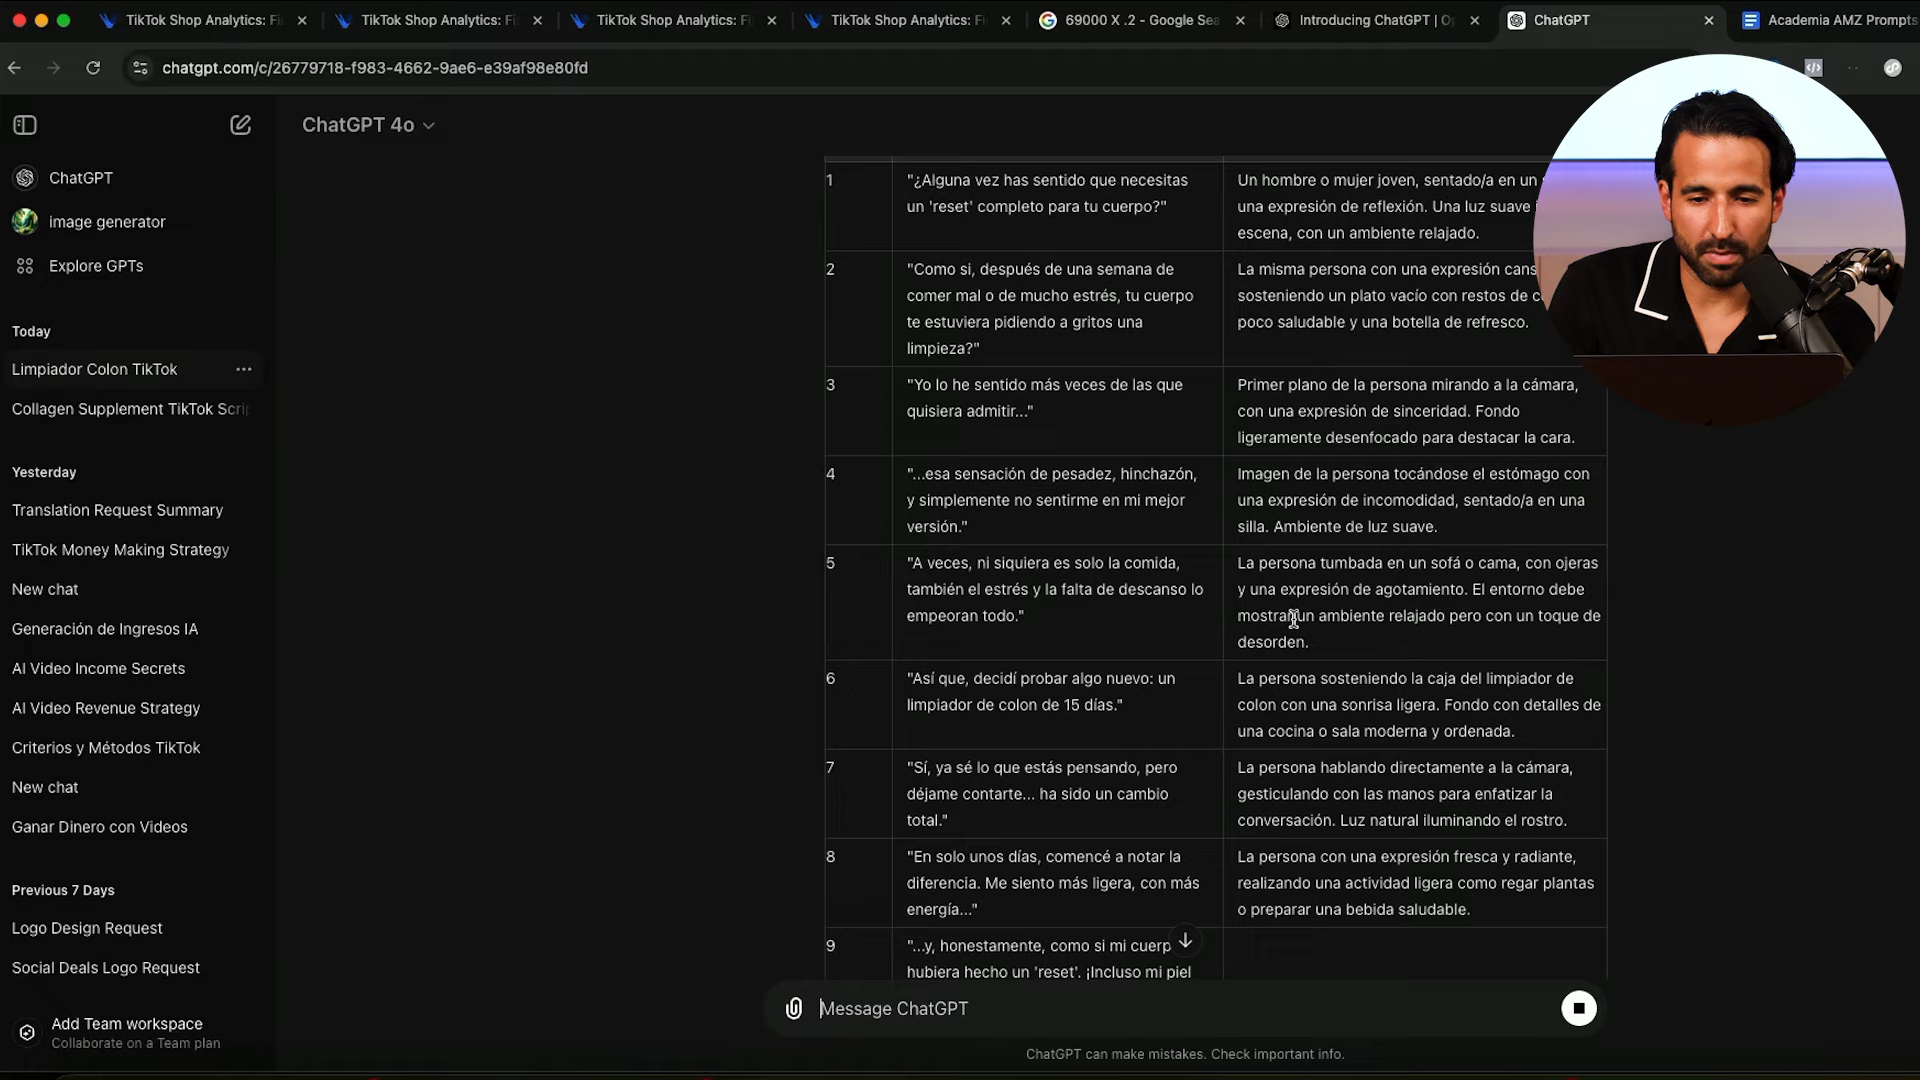 TikTok Shop Analytics: Fi
TikTok Shop Analytics: Fi
TikTok Shop Analytics: Fi
TikTok Shop Analytics: Fi
69000 X .2 - Google Sea
Introducing ChatGPT | Op
ChatGPT
Academia AMZ Prompts
chatgpt.com/c/26779718-f983-4662-9ae6-e39af98e80fd
ChatGPT
image generator
Explore GPTs
Today
Limpiador Colon TikTok
Collagen Supplement TikTok Scrip
Yesterday
Translation Request Summary
TikTok Money Making Strategy
New chat
Generación de Ingresos IA
AI Video Income Secrets
AI Video Revenue Strategy
Criterios y Métodos TikTok
New chat
Ganar Dinero con Videos
Previous 7 Days
Logo Design Request
Social Deals Logo Request
Add Team workspace
Collaborate on a Team plan
ChatGPT 4o
1
"¿Alguna vez has sentido que necesitas
un 'reset' completo para tu cuerpo?"
Un hombre o mujer joven, sentado/a en un
una expresión de reflexión. Una luz suave
escena, con un ambiente relajado.
2
"Como si, después de una semana de
comer mal o de mucho estrés, tu cuerpo
te estuviera pidiendo a gritos una
limpieza?"
La misma persona con una expresión cans
sosteniendo un plato vacío con restos de c
poco saludable y una botella de refresco.
3
"Yo lo he sentido más veces de las que
quisiera admitir..."
Primer plano de la persona mirando a la cámara,
con una expresión de sinceridad. Fondo
ligeramente desenfocado para destacar la cara.
4
"...esa sensación de pesadez, hinchazón,
y simplemente no sentirme en mi mejor
versión."
Imagen de la persona tocándose el estómago con
una expresión de incomodidad, sentado/a en una
silla. Ambiente de luz suave.
5
"A veces, ni siquiera es solo la comida,
también el estrés y la falta de descanso lo
empeoran todo."
La persona tumbada en un sofá o cama, con ojeras
y una expresión de agotamiento. El entorno debe
mostrar un ambiente relajado pero con un toque de
desorden.
6
"Así que, decidí probar algo nuevo: un
limpiador de colon de 15 días."
La persona sosteniendo la caja del limpiador de
colon con una sonrisa ligera. Fondo con detalles de
una cocina o sala moderna y ordenada.
7
"Sí, ya sé lo que estás pensando, pero
déjame contarte... ha sido un cambio
total."
La persona hablando directamente a la cámara,
gesticulando con las manos para enfatizar la
conversación. Luz natural iluminando el rostro.
8
"En solo unos días, comencé a notar la
diferencia. Me siento más ligera, con más
energía..."
La persona con una expresión fresca y radiante,
realizando una actividad ligera como regar plantas
o preparar una bebida saludable.
9
"...y, honestamente, como si mi cuerp
hubiera hecho un 'reset'. ¡Incluso mi piel
Message ChatGPT
ChatGPT can make mistakes. Check important info.